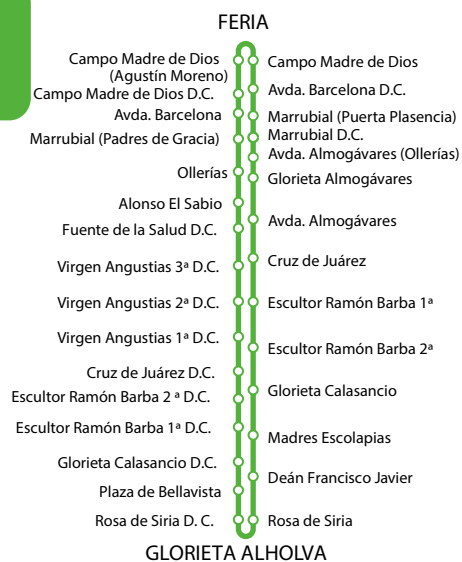 FERIA
Campo Madre de Dios
(Agustín Moreno)
Campo Madre de Dios D.C.
Avda. Barcelona
Marrubial (Padres de Gracia)
Ollerías
Alonso El Sabio
Fuente de la Salud D.C.
Virgen Angustias 3ª D.C.
Virgen Angustias 2ª D.C.
Virgen Angustias 1ª D.C.
Cruz de Juárez D.C.
Escultor Ramón Barba 2 ª D.C.
Escultor Ramón Barba 1ª D.C.
Glorieta Calasancio D.C.
Plaza de Bellavista
Rosa de Siria D. C.
Campo Madre de Dios
Avda. Barcelona D.C.
Marrubial (Puerta Plasencia)
Marrubial D.C.
Avda. Almogávares (Ollerías)
Glorieta Almogávares
Avda. Almogávares
Cruz de Juárez
Escultor Ramón Barba 1ª
Escultor Ramón Barba 2ª
Glorieta Calasancio
Madres Escolapias
Deán Francisco Javier
Rosa de Siria
GLORIETA ALHOLVA